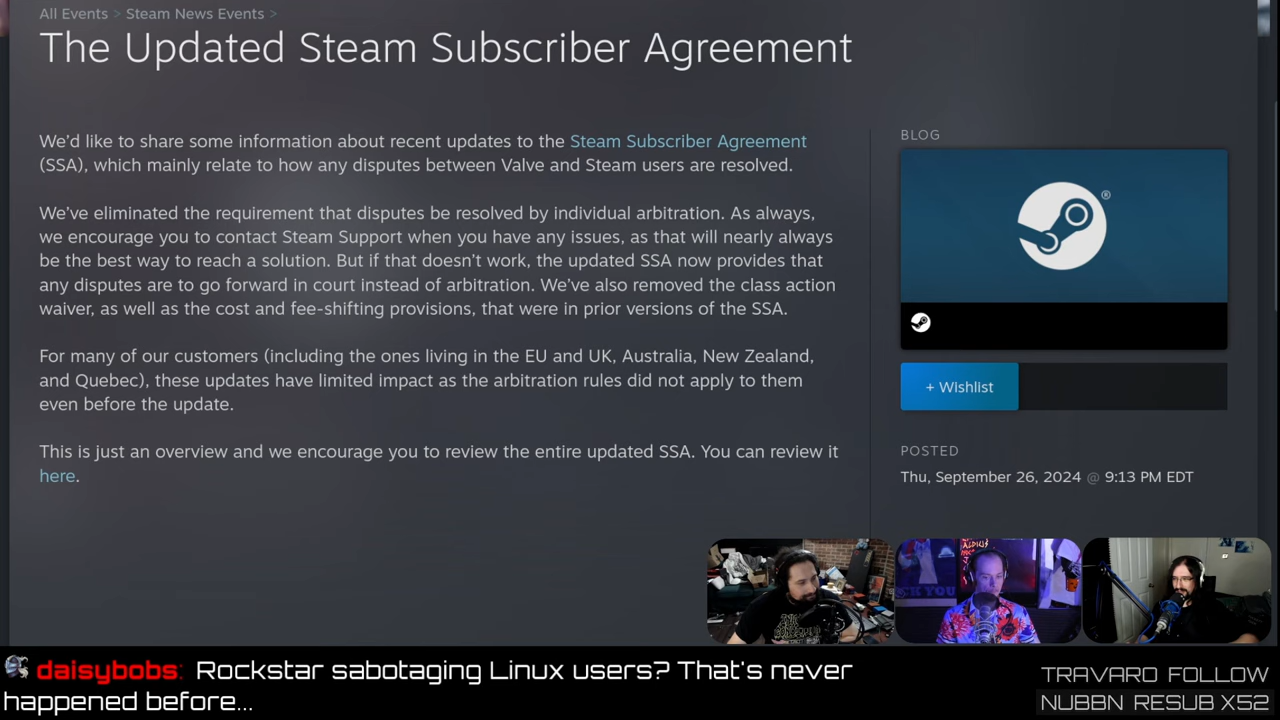 All Events > Steam News Events >
The Updated Steam Subscriber Agreement
We'd like to share some information about recent updates to the Steam Subscriber Agreement
(SSA), which mainly relate to how any disputes between Valve and Steam users are resolved.
We've eliminated the requirement that disputes be resolved by individual arbitration. As always,
we encourage you to contact Steam Support when you have any issues, as that will nearly always
be the best way to reach a solution. But if that doesn't work, the updated SSA now provides that
any disputes are to go forward in court instead of arbitration. We've also removed the class action
waiver, as well as the cost and fee-shifting provisions, that were in prior versions of the SSA.
For many of our customers (including the ones living in the EU and UK, Australia, New Zealand,
and Quebec), these updates have limited impact as the arbitration rules did not apply to them
even before the update.
This is just an overview and we encourage you to review the entire updated SSA. You can review it
here.
BLOG
®
+ Wishlist
POSTED
Thu, September 26, 2024 @ 9:13 PM EDT
daisybobs: Rockstar sabotaging Linux users? That's never
happened before...
TRAVARO FOLLOW
NUBBN RESUB X52